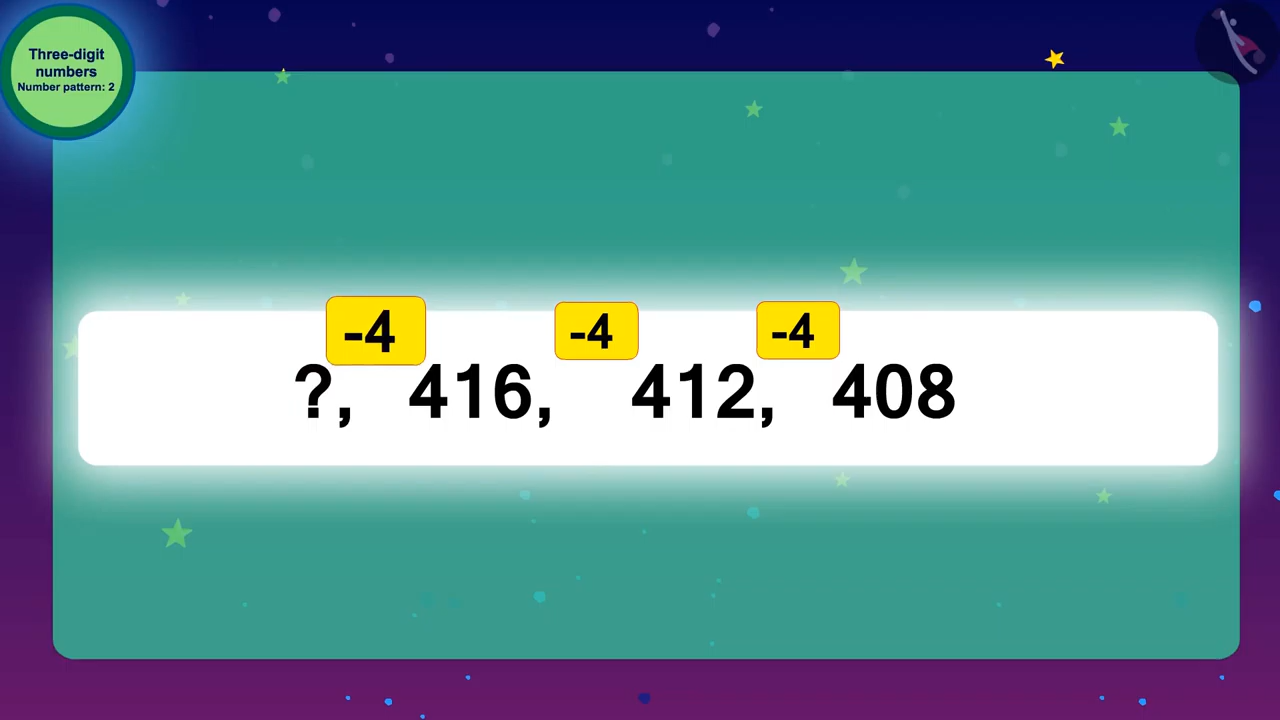 Three-digit
numbers
Number pattern: 2
-4 -4 -4
?, 416, 412, 408